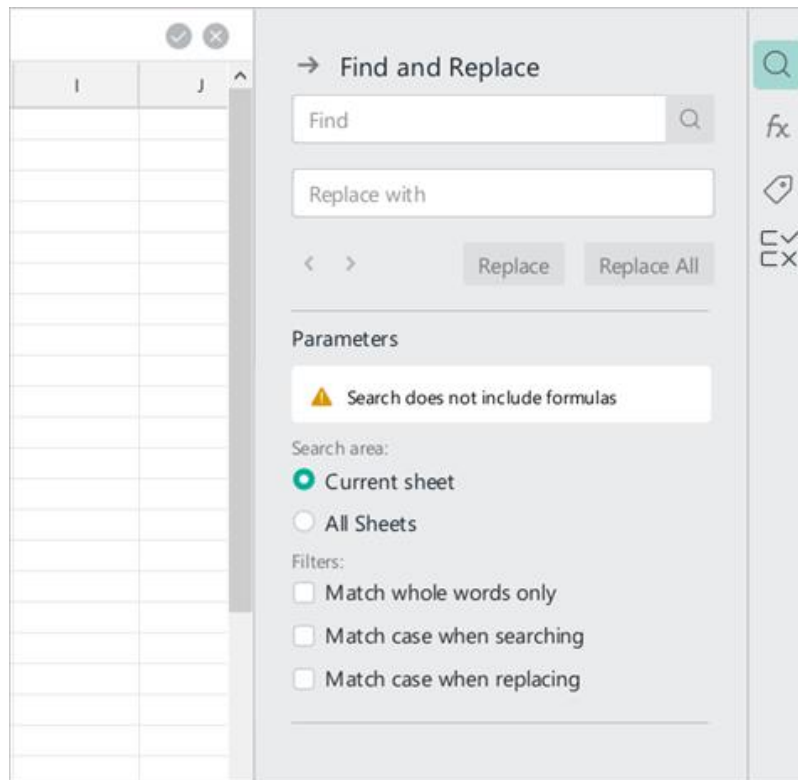 I J
Find and Replace
Find
Replace with
Replace Replace All
Parameters
Search does not include formulas
Search area:
Current sheet
All Sheets
Filters:
Match whole words only
Match case when searching
Match case when replacing
fx